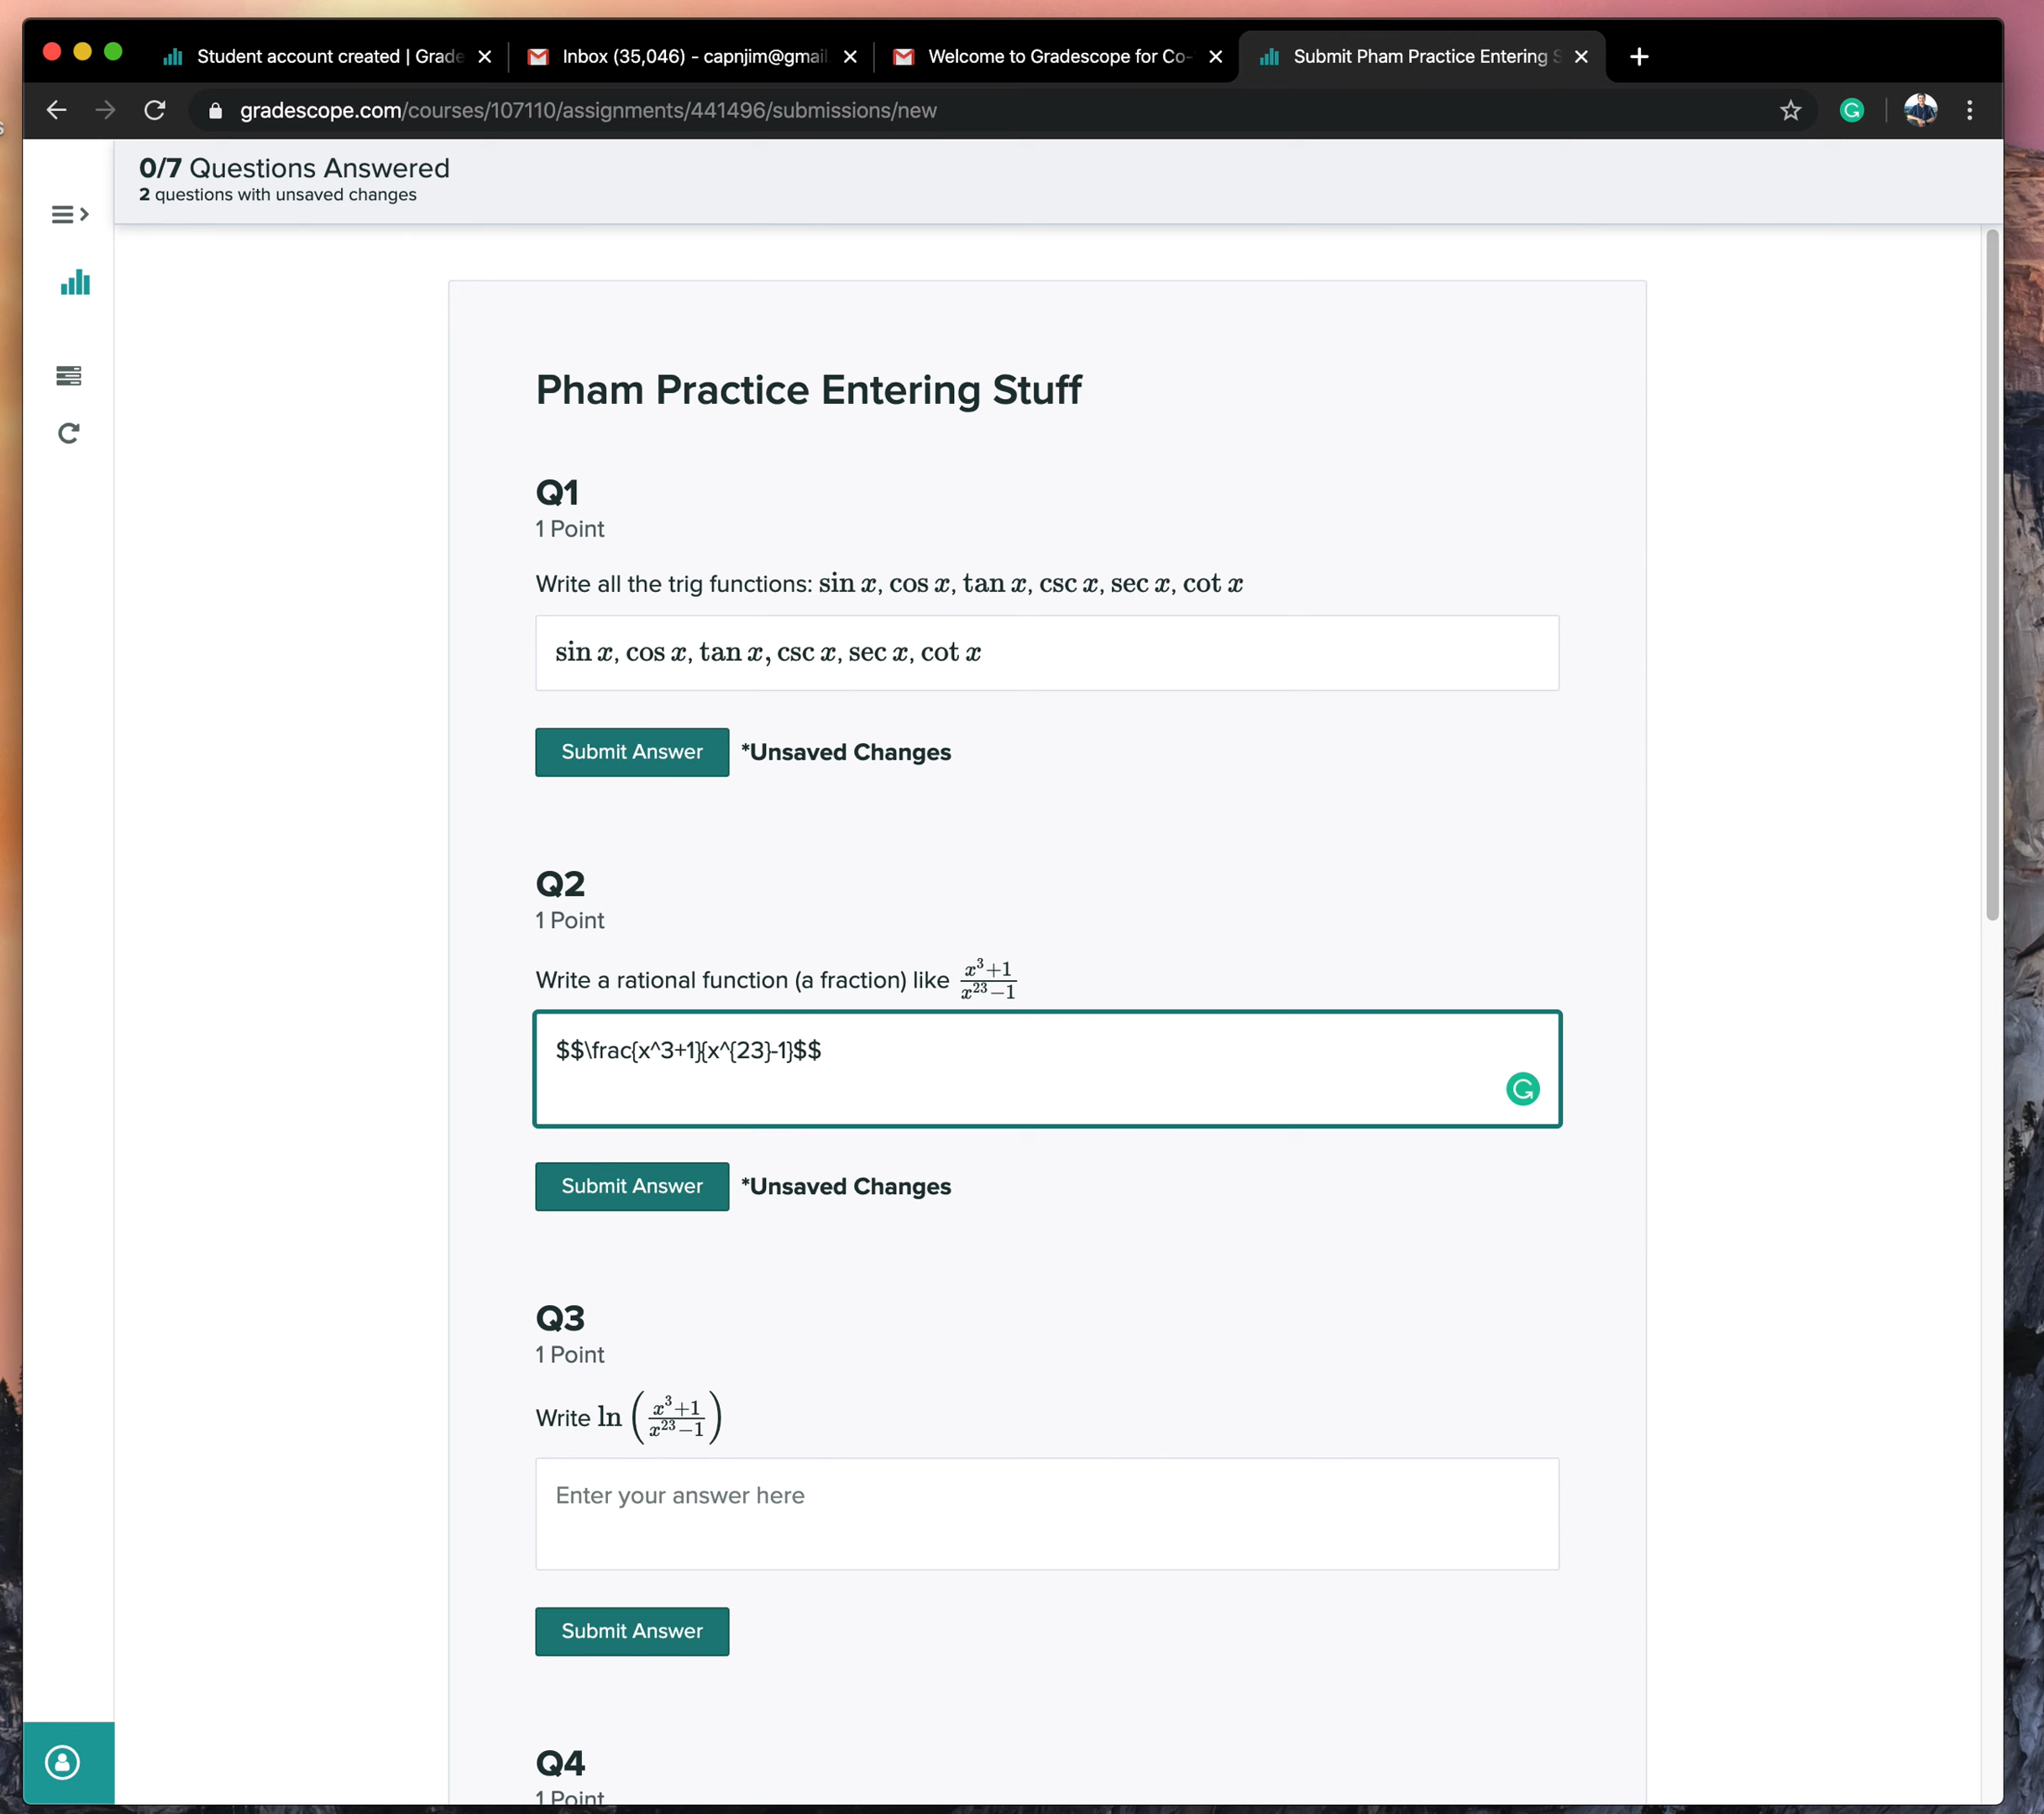 Student account created | Grade
Inbox (35,046) - capnjim@gmail
Welcome to Gradescope for Co-
Submit Pham Practice Entering S
gradescope.com/courses/107110/assignments/441496/submissions/new
0/7 Questions Answered
2 questions with unsaved changes
Pham Practice Entering Stuff
Q1
1 Point
Write all the trig functions: sin x, cos x, tan x, csc x, sec x, cot x
sin x, cos x, tan x, csc x, sec x, cot x
Submit Answer *Unsaved Changes
Q2
1 Point
Write a rational function (a fraction) like \frac{x^3+1}{x^{23}-1}
$$\frac{x^3+1}{x^{23}-1}$$
Submit Answer *Unsaved Changes
Q3
1 Point
Write ln (\frac{x^3+1}{x^{23}-1})
Enter your answer here
Submit Answer
Q4
1 Point